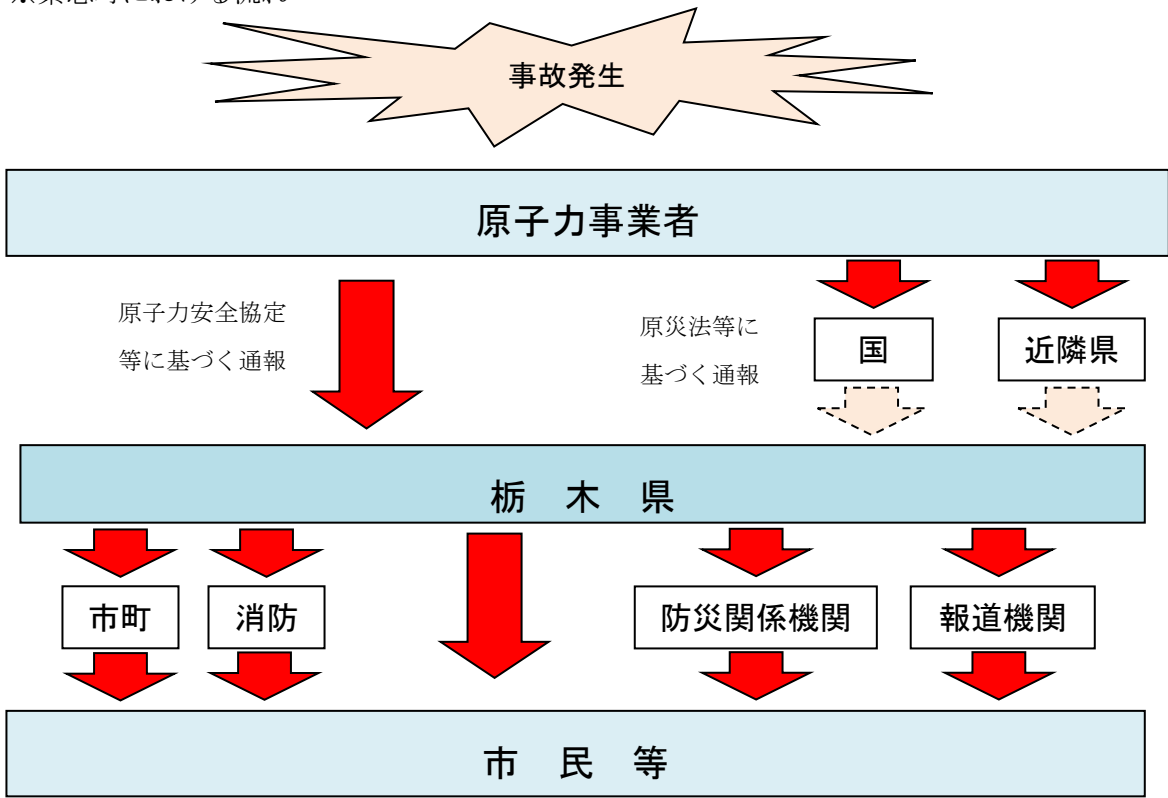 事故発生
原子力事業者
原子力安全協定
等に基づく通報
原災法等に
基づく通報
国
近隣県
栃 木 県
市町
消防
防災関係機関
報道機関
市 民 等